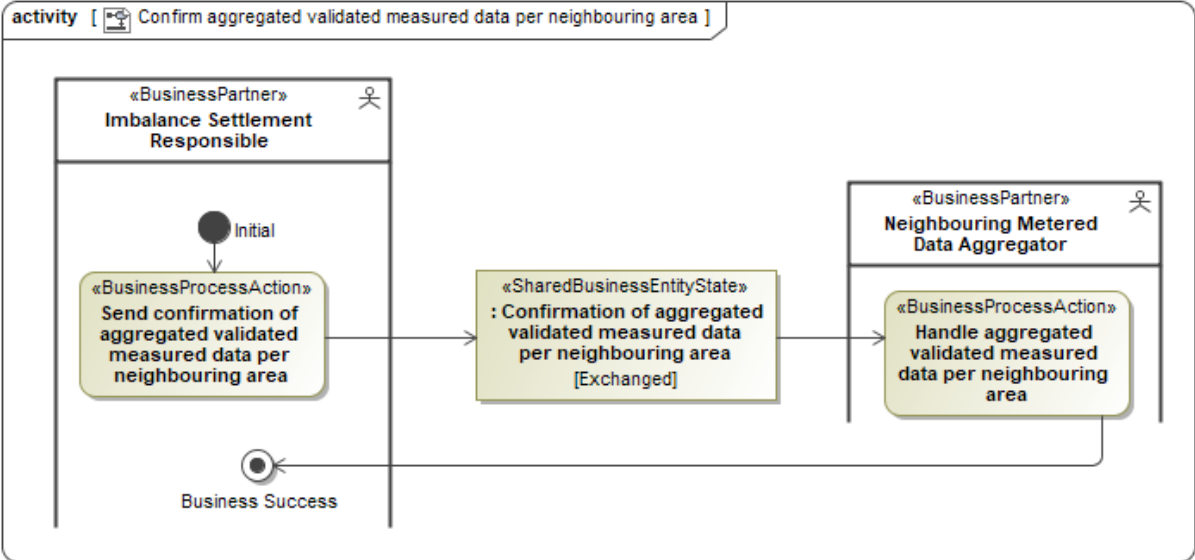 activity [ Confirm aggregated validated measured data per neighbouring area ]
«BusinessPartner»
Imbalance Settlement
Responsible
Initial
«BusinessProcessAction»
Send confirmation of
aggregated validated
measured data per
neighbouring area
«SharedBusinessEntityState»
: Confirmation of aggregated
validated measured data
per neighbouring area
[Exchanged]
«BusinessPartner»
Neighbouring Metered
Data Aggregator
«BusinessProcessAction»
Handle aggregated
validated measured
data per neighbouring
area
Business Success